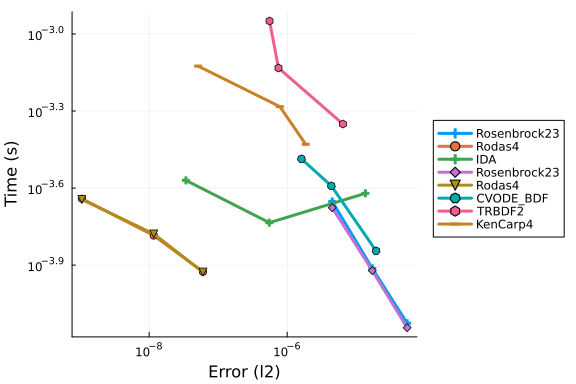 10^-3.0
10^-3.3
10^-3.6
10^-3.9
Time (s)
10^-8
10^-6
Error (l2)
Rosenbrock23
Rodas4
IDA
Rosenbrock23
Rodas4
CVODE_BDF
TRBDF2
KenCarp4